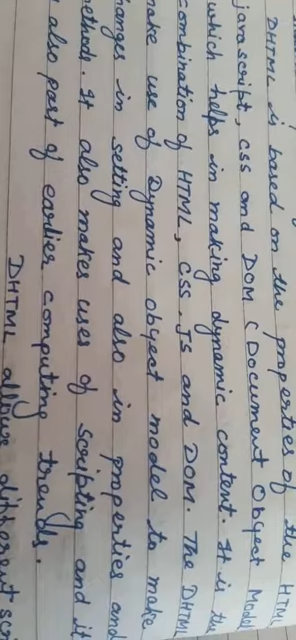 DHTML is based on the properties of the HTML
javascript, css and DOM (Document Object Model
which helps in making dynamic content. It is the
combination of HTML, CSS, JS and DOM. The DHTML
make use of Dynamic object model to make
changes in setting and also in properties and
methods. It also makes uses of scripting and it
also part of earlier computing trends.
DHTML allows different